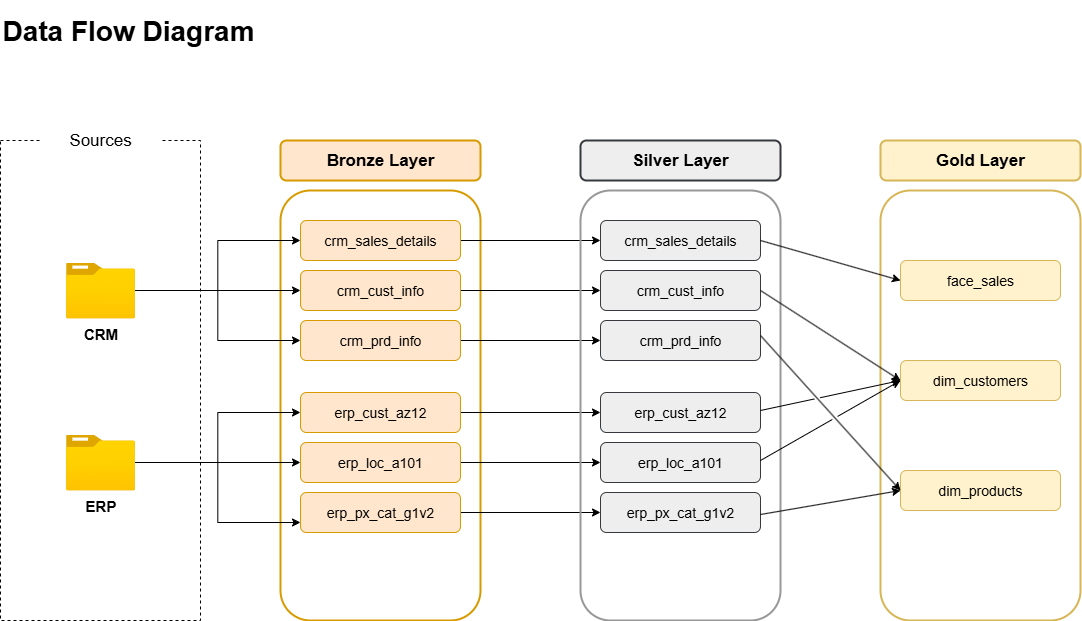 Data Flow Diagram
Sources
Bronze Layer
Silver Layer
Gold Layer
CRM
ERP
crm_sales_details
crm_cust_info
crm_prd_info
erp_cust_az12
erp_loc_a101
erp_px_cat_g1v2
crm_sales_details
crm_cust_info
crm_prd_info
erp_cust_az12
erp_loc_a101
erp_px_cat_g1v2
face_sales
dim_customers
dim_products